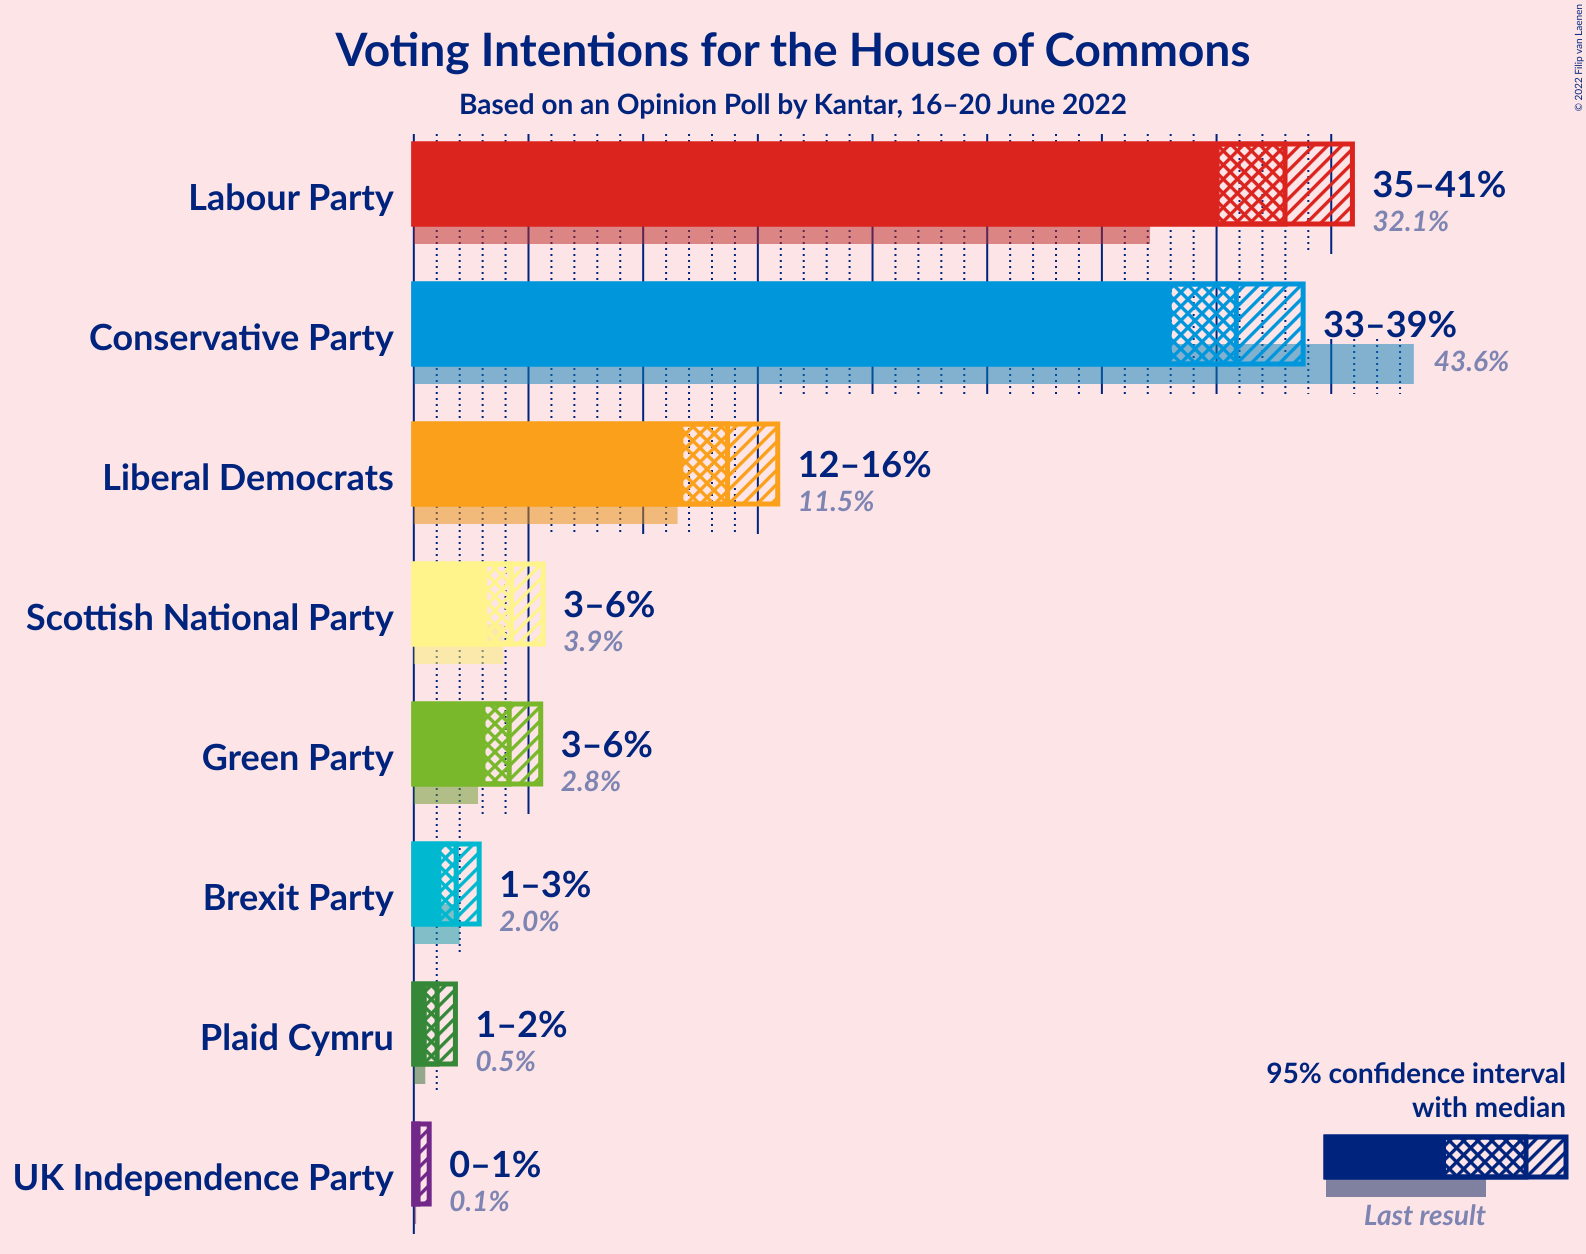 Voting Intentions for the House of Commons
Based on an Opinion Poll by Kantar, 16–20 June 2022
© 2022 Filip van Laenen
Labour Party
35–41%
32.1%
Conservative Party
33–39%
43.6%
Liberal Democrats
12–16%
11.5%
Scottish National Party
3–6%
3.9%
Green Party
3–6%
2.8%
Brexit Party
1–3%
2.0%
Plaid Cymru
1–2%
0.5%
UK Independence Party
0–1%
0.1%
95% confidence interval
with median
Last result